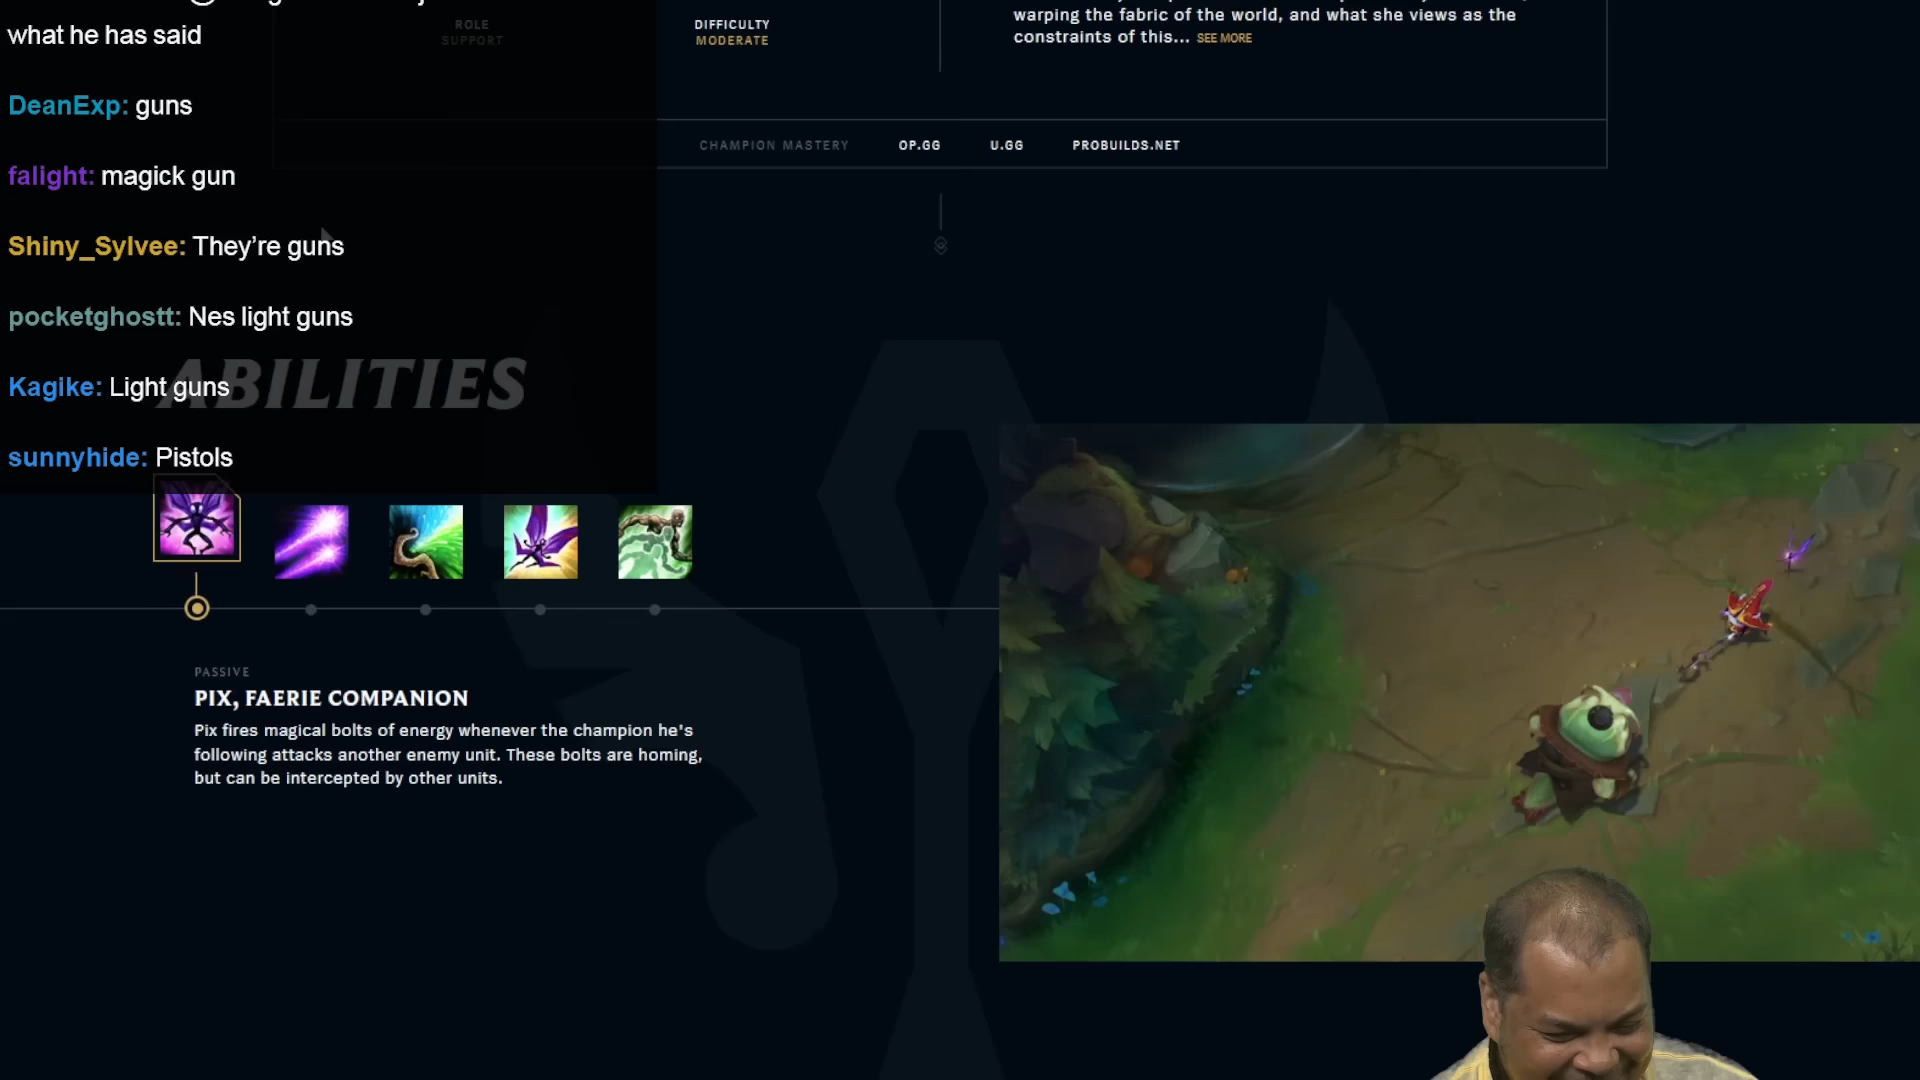 what he has said
DeanExp: guns
falight: magick gun
Shiny_Sylvee: They're guns
pocketghostt: Nes light guns
Kagike: Light guns
sunnyhide: Pistols
ROLE
SUPPORT
DIFFICULTY
MODERATE
warping the fabric of the world, and what she views as the
constraints of this... SEE MORE
CHAMPION MASTERY OP.GG U.GG PROBUILDS.NET
ABILITIES
PASSIVE
PIX, FAERIE COMPANION
Pix fires magical bolts of energy whenever the champion he's
following attacks another enemy unit. These bolts are homing,
but can be intercepted by other units.